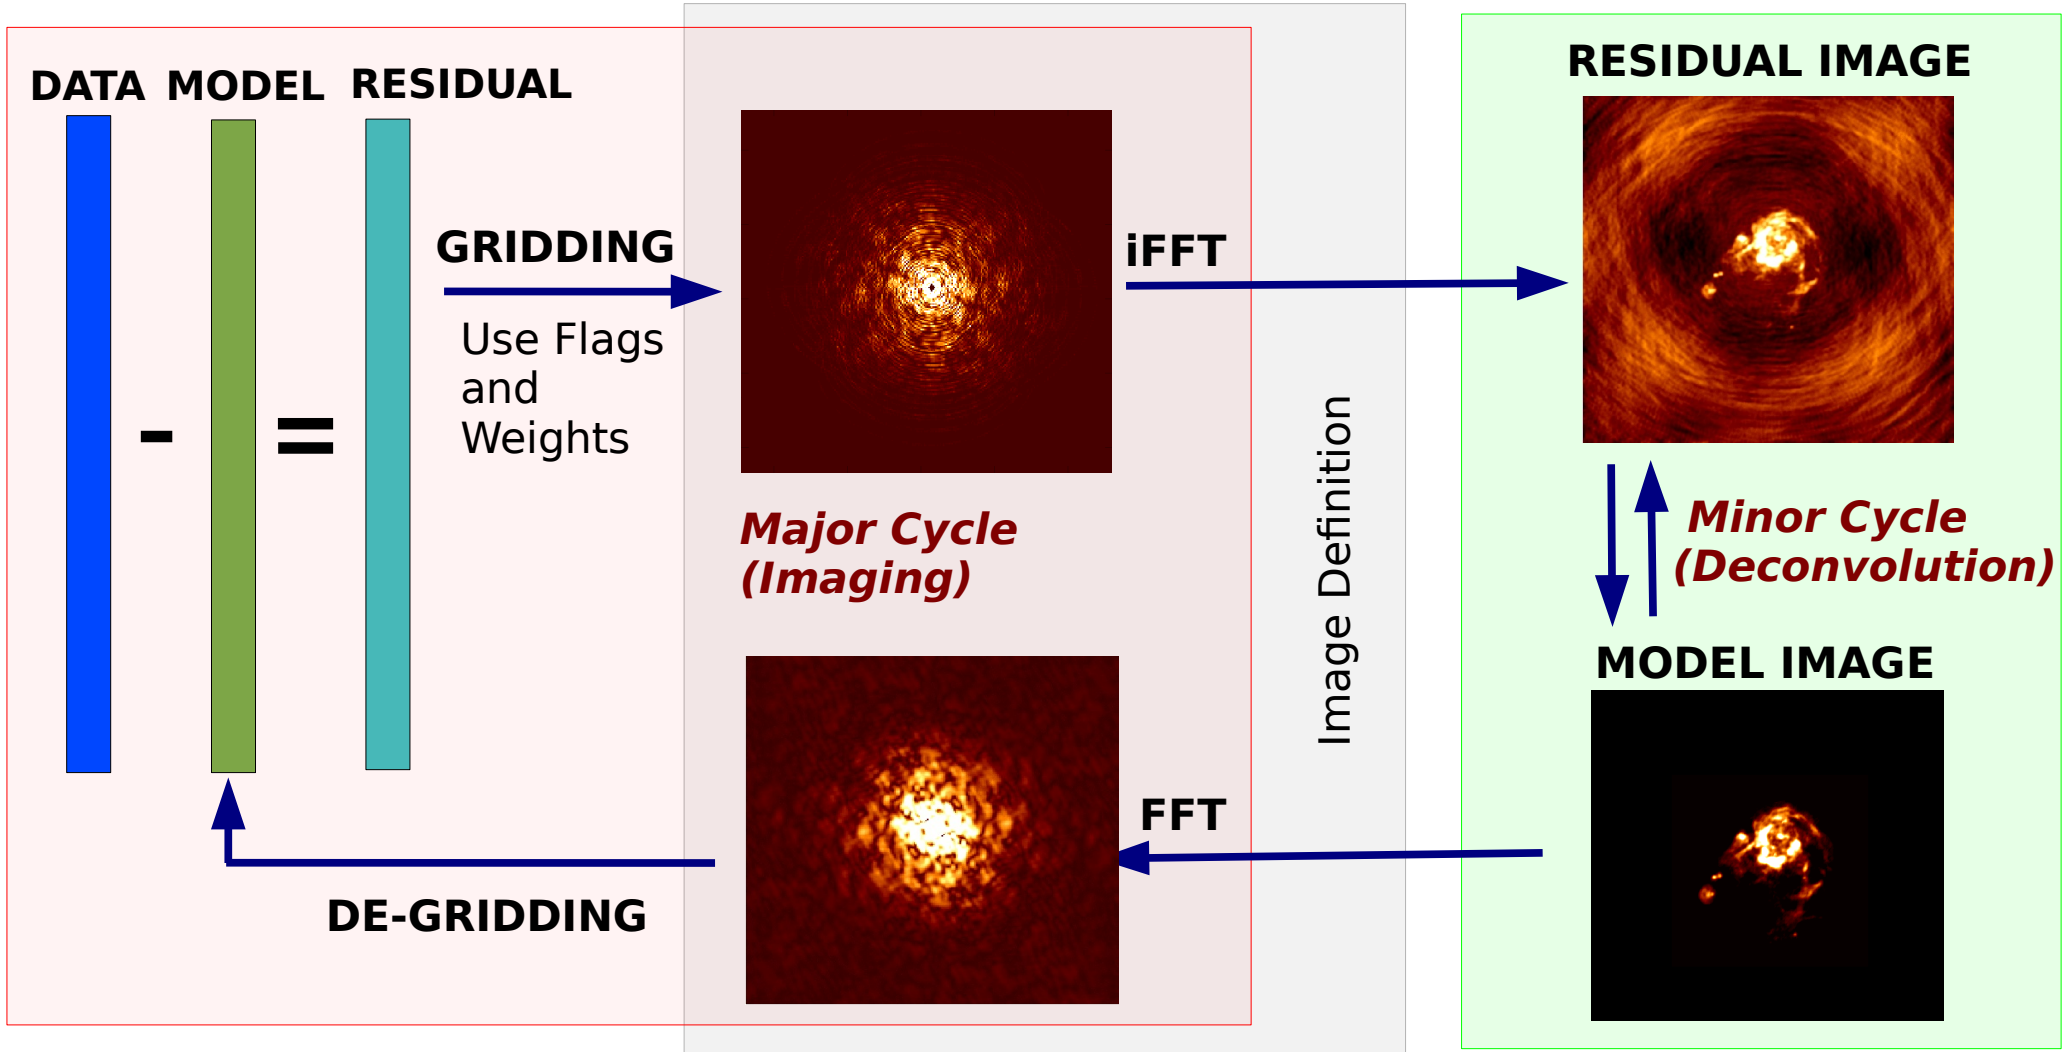 DATA MODEL RESIDUAL
RESIDUAL IMAGE
GRIDDING
iFFT
Use Flags
and
Weights
- =
Major Cycle
(Imaging)
Image Definition
Minor Cycle
(Deconvolution)
MODEL IMAGE
FFT
DE-GRIDDING